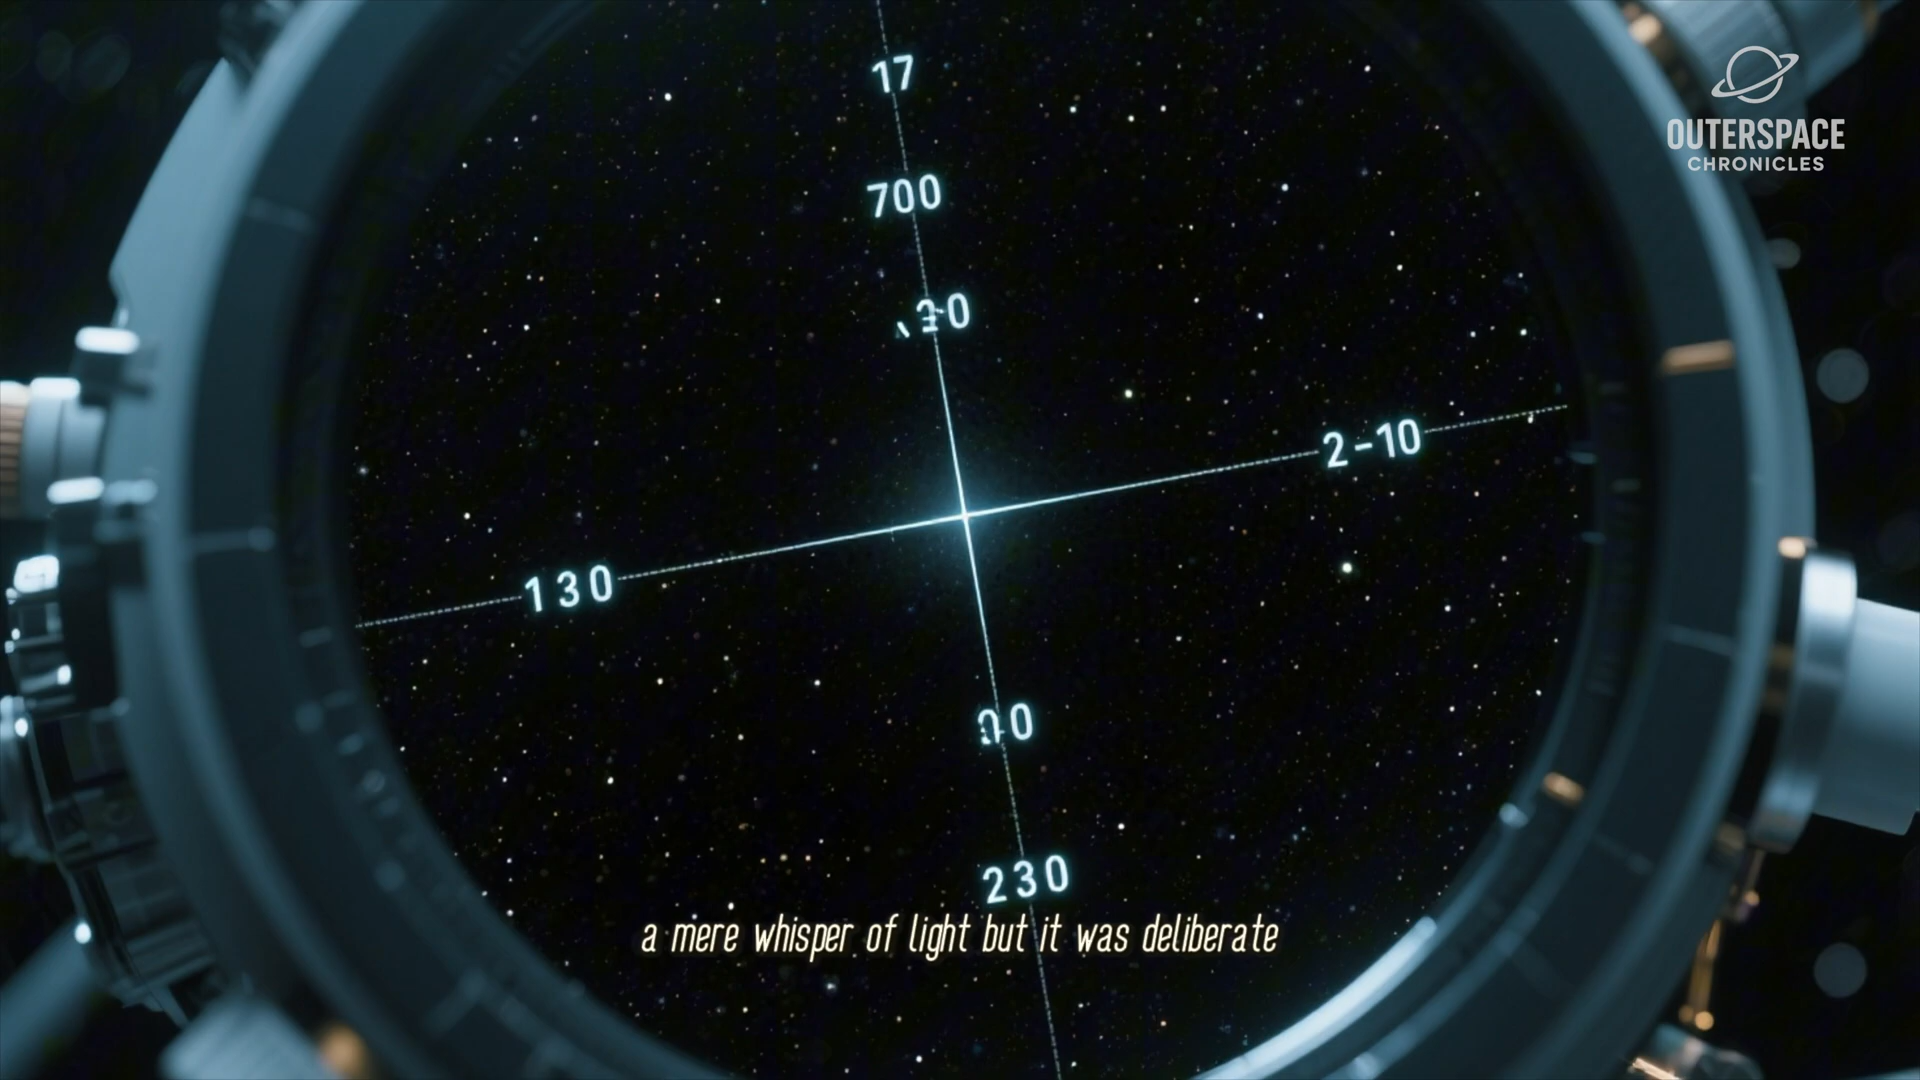 17
700
OUTERSPACE
CHRONICLES
2-10
130
230
a mere whisper of light but it was deliberate